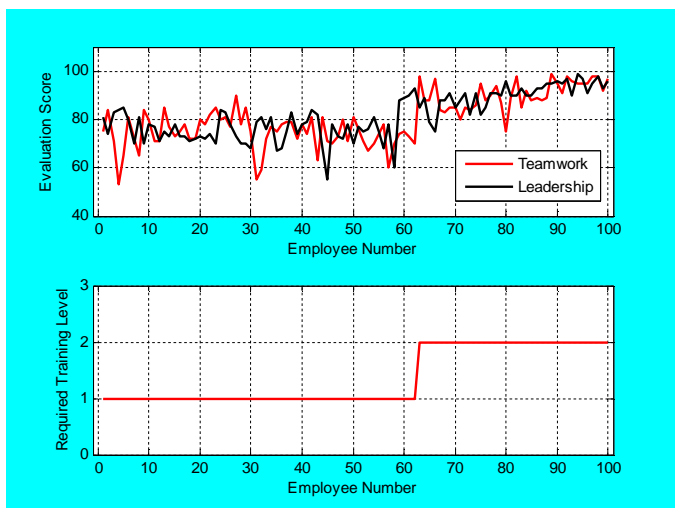 100
80
60
40
Evaluation Score
Teamwork
Leadership
0 10 20 30 40 50 60 70 80 90 100
Employee Number
3
2
1
0
Required Training Level
0 10 20 30 40 50 60 70 80 90 100
Employee Number